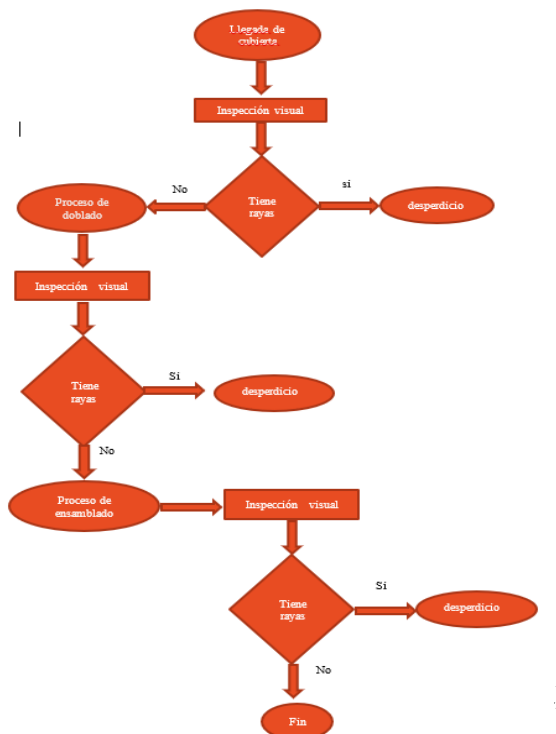 Llegade de
cubierta
Inspección visual
Tiene
rayas
No
si
Proceso de
doblado
desperdicio
Inspección visual
Tiene
rayas
Si
desperdicio
No
Proceso de
ensamblado
Inspección visual
Tiene
rayas
Si
desperdicio
No
Fin